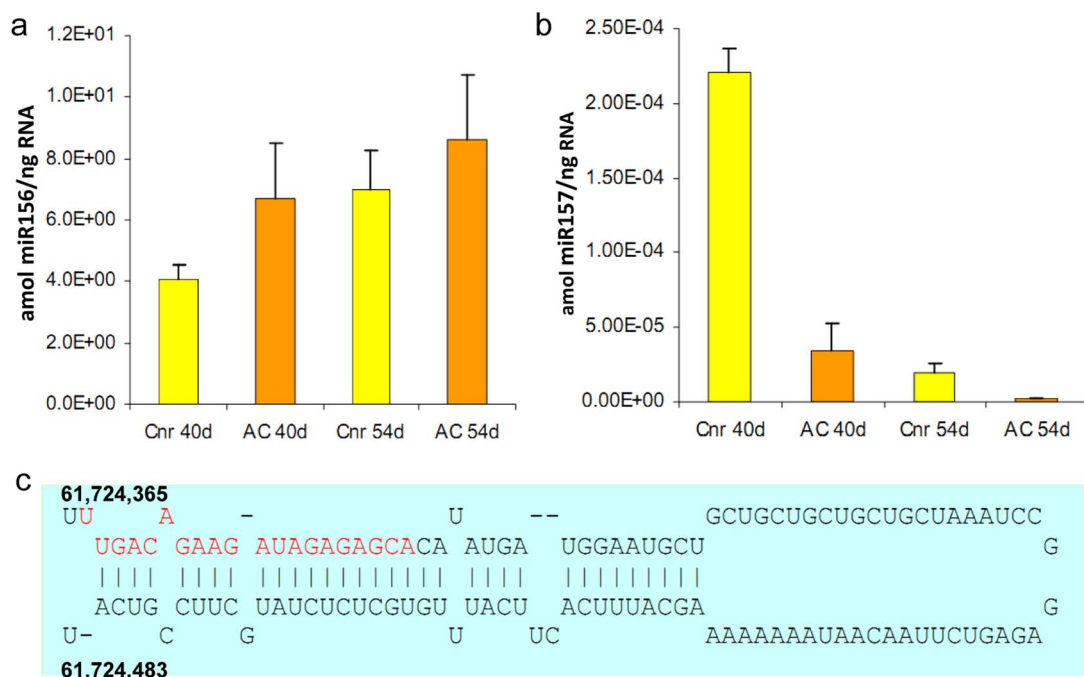 a
amol miR156/ng RNA
1.2E+01
1.0E+01
8.0E+00
6.0E+00
4.0E+00
2.0E+00
0.0E+00
Cnr 40d AC 40d Cnr 54d AC 54d
b
amol miR157/ng RNA
2.50E-04
2.00E-04
1.50E-04
1.00E-04
5.00E-05
0.00E+00
Cnr 40d AC 40d Cnr 54d AC 54d
c
61,724,365
UU A - U -- GCUGCUGCUGCUGCUAAAUCC
UGAC GAAG AUAGAGAGCACA AUGA UGGAAUGCU G
|||| |||| |||||||||||| |||| |||||||||
ACUG CUUC UAUCUCUCGUGU UACU ACUUUACGA G
U- C G U UC AAAAAAAUAACAAUUCUGAGA
61,724,483